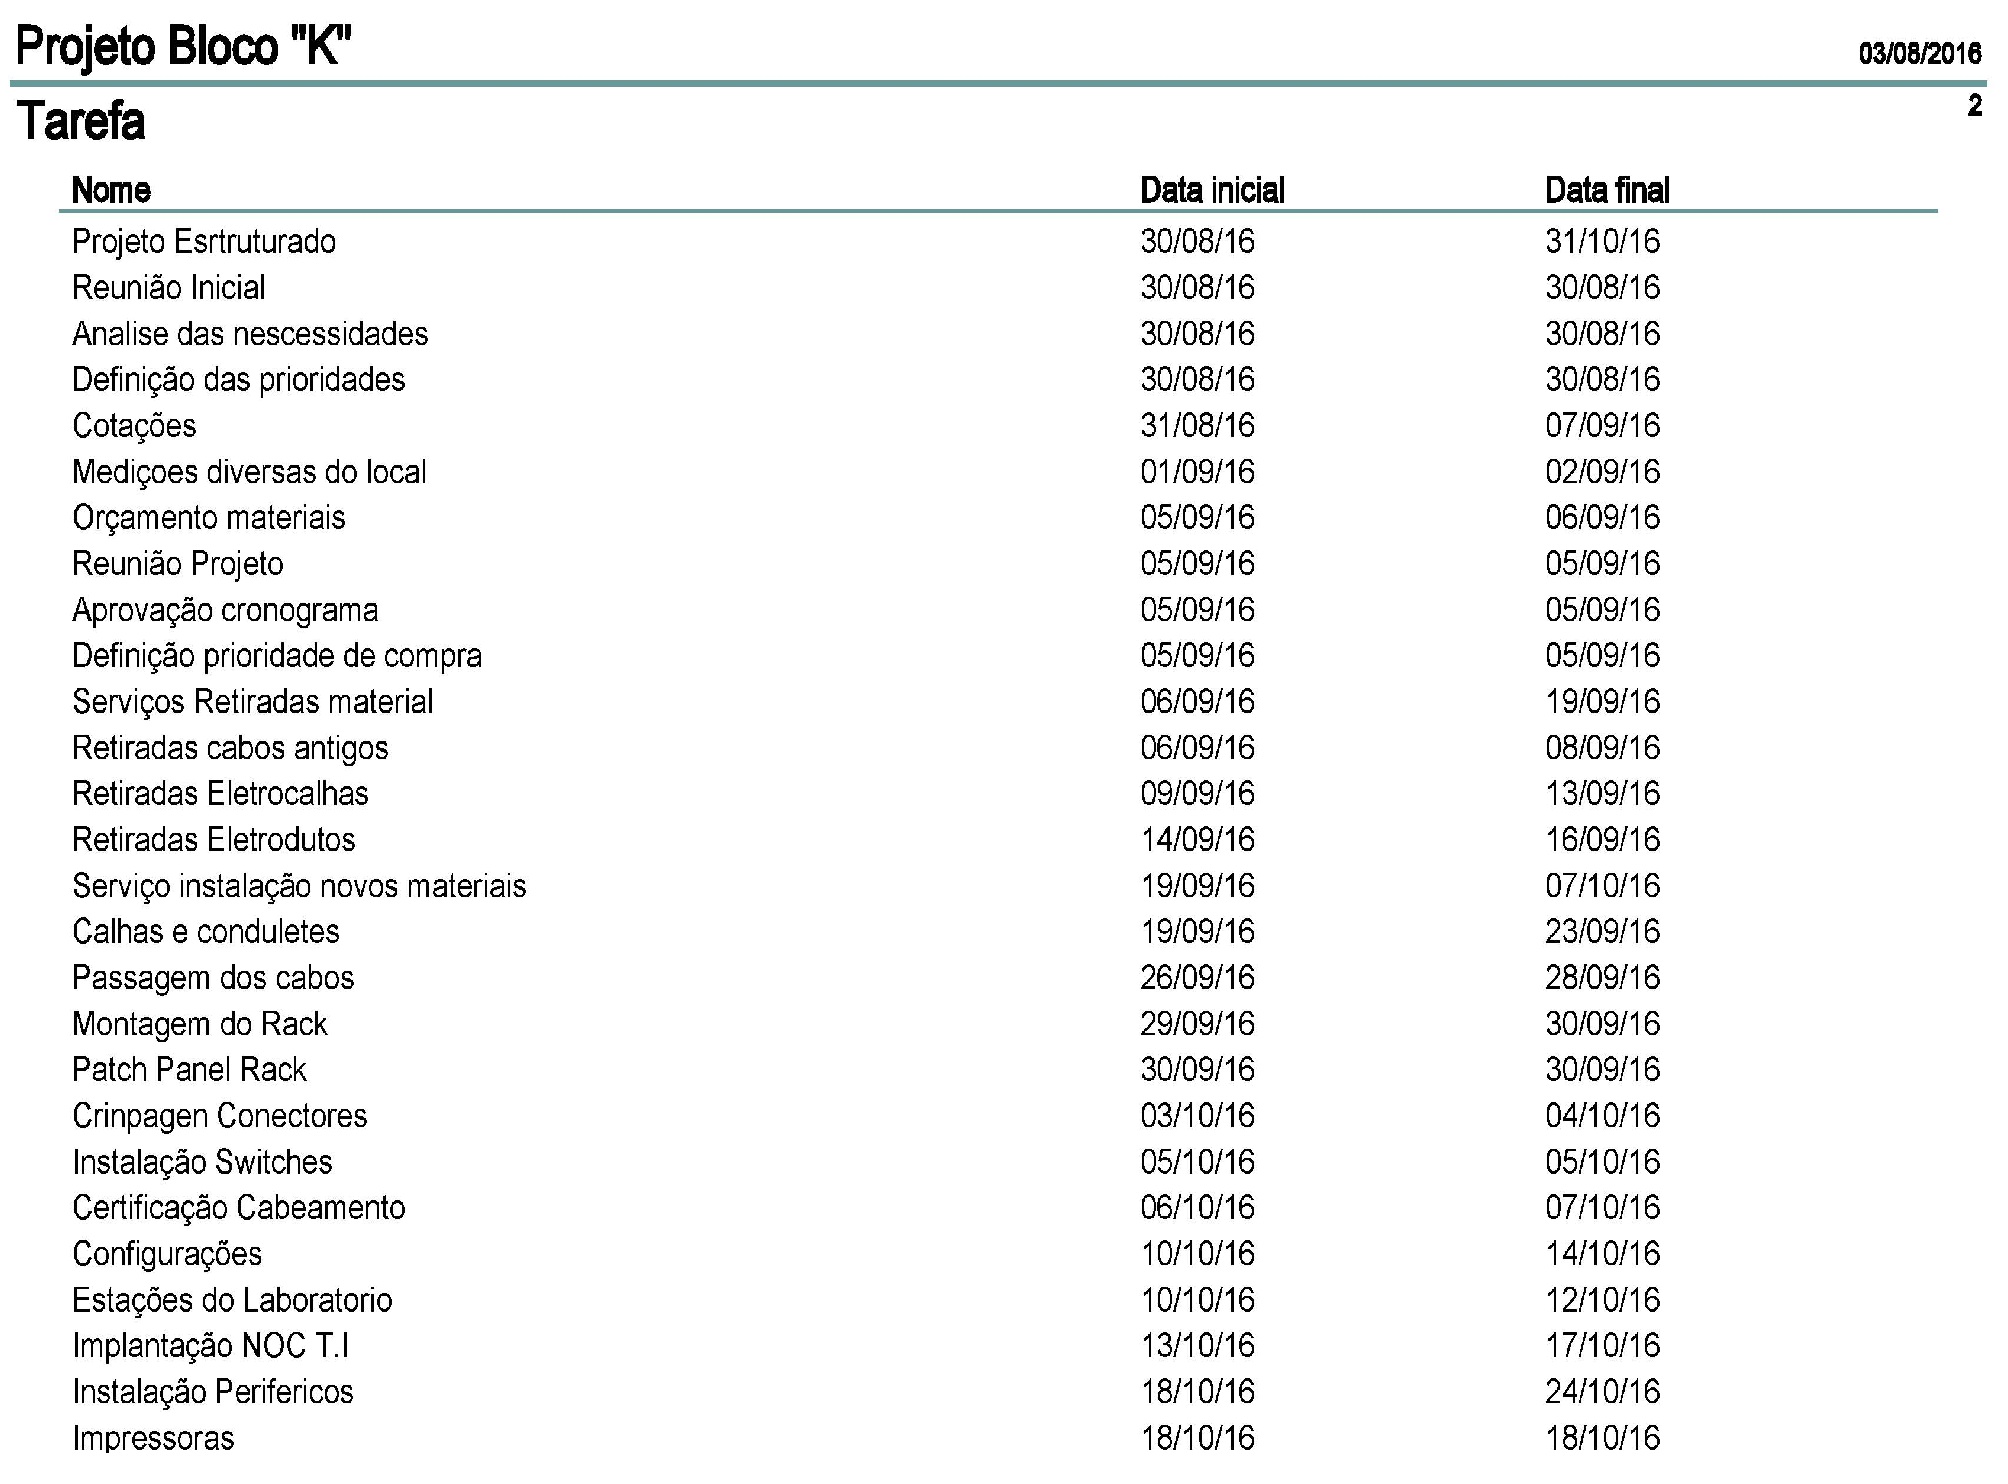 Projeto Bloco "K" 03/08/2016
Tarefa 2
Nome Data inicial Data final
Projeto Esrtruturado 30/08/16 31/10/16
Reunião Inicial 30/08/16 30/08/16
Analise das nescessidades 30/08/16 30/08/16
Definição das prioridades 30/08/16 30/08/16
Cotações 31/08/16 07/09/16
Mediçoes diversas do local 01/09/16 02/09/16
Orçamento materiais 05/09/16 06/09/16
Reunião Projeto 05/09/16 05/09/16
Aprovação cronograma 05/09/16 05/09/16
Definição prioridade de compra 05/09/16 05/09/16
Serviços Retiradas material 06/09/16 19/09/16
Retiradas cabos antigos 06/09/16 08/09/16
Retiradas Eletrocalhas 09/09/16 13/09/16
Retiradas Eletrodutos 14/09/16 16/09/16
Serviço instalação novos materiais 19/09/16 07/10/16
Calhas e conduletes 19/09/16 23/09/16
Passagem dos cabos 26/09/16 28/09/16
Montagem do Rack 29/09/16 30/09/16
Patch Panel Rack 30/09/16 30/09/16
Crinpagen Conectores 03/10/16 04/10/16
Instalação Switches 05/10/16 05/10/16
Certificação Cabeamento 06/10/16 07/10/16
Configurações 10/10/16 14/10/16
Estações do Laboratorio 10/10/16 12/10/16
Implantação NOC T.I 13/10/16 17/10/16
Instalação Perifericos 18/10/16 24/10/16
Impressoras 18/10/16 18/10/16